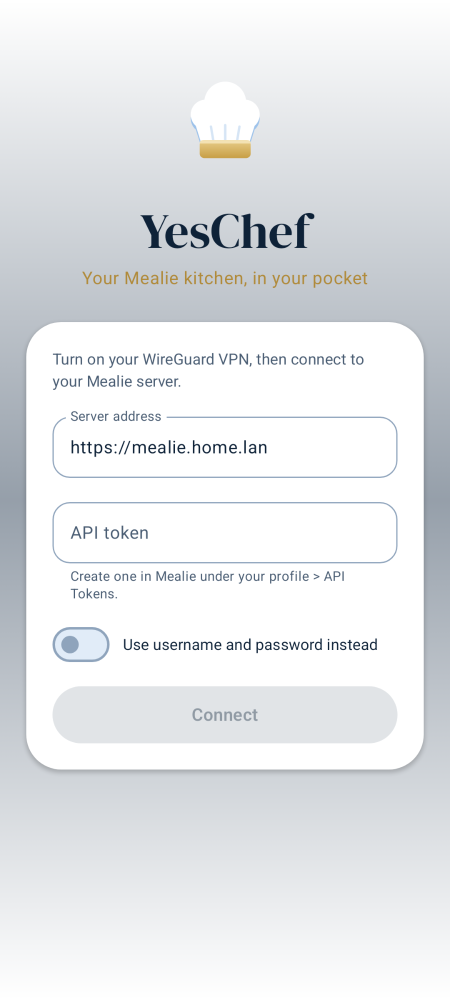 YesChef
Your Mealie kitchen, in your pocket
Turn on your WireGuard VPN, then connect to
your Mealie server.
Server address
https://mealie.home.lan
API token
Create one in Mealie under your profile > API
Tokens.
Use username and password instead
Connect